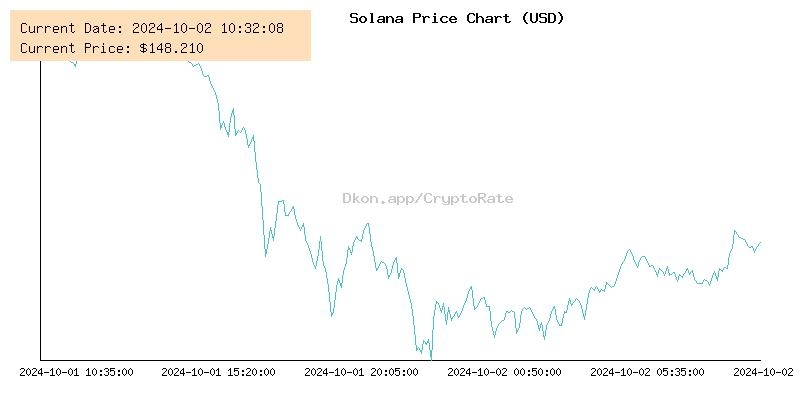 Solana Price Chart (USD)
Current Date: 2024-10-02 10:32:08
Current Price: $148.210
Dkon.app/CryptoRate
2024-10-01 10:35:00 2024-10-01 15:20:00 2024-10-01 20:05:00 2024-10-02 00:50:00 2024-10-02 05:35:00 2024-10-02